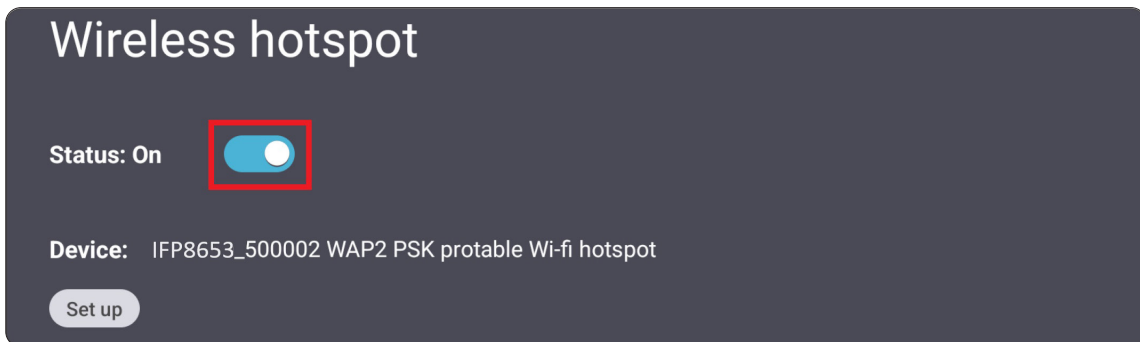 Wireless hotspot
Status: On
Device: IFP8653_500002 WAP2 PSK protable Wi-fi hotspot
Set up